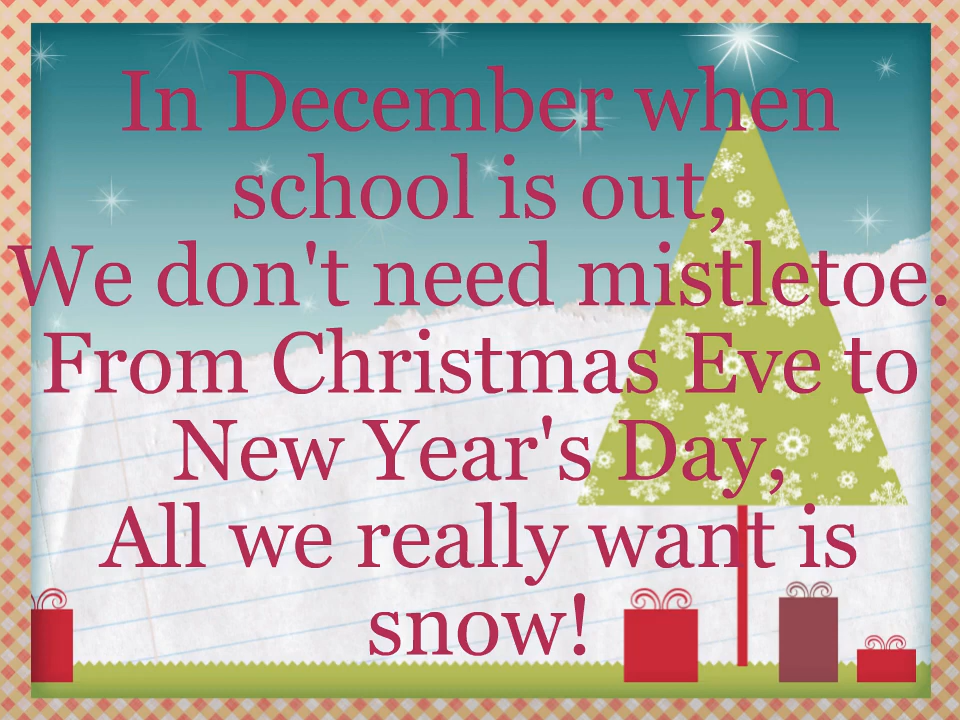 In December when
school is out,
We don't need mistletoe.
From Christmas Eve to
New Year's Day,
All we really want is
snow!